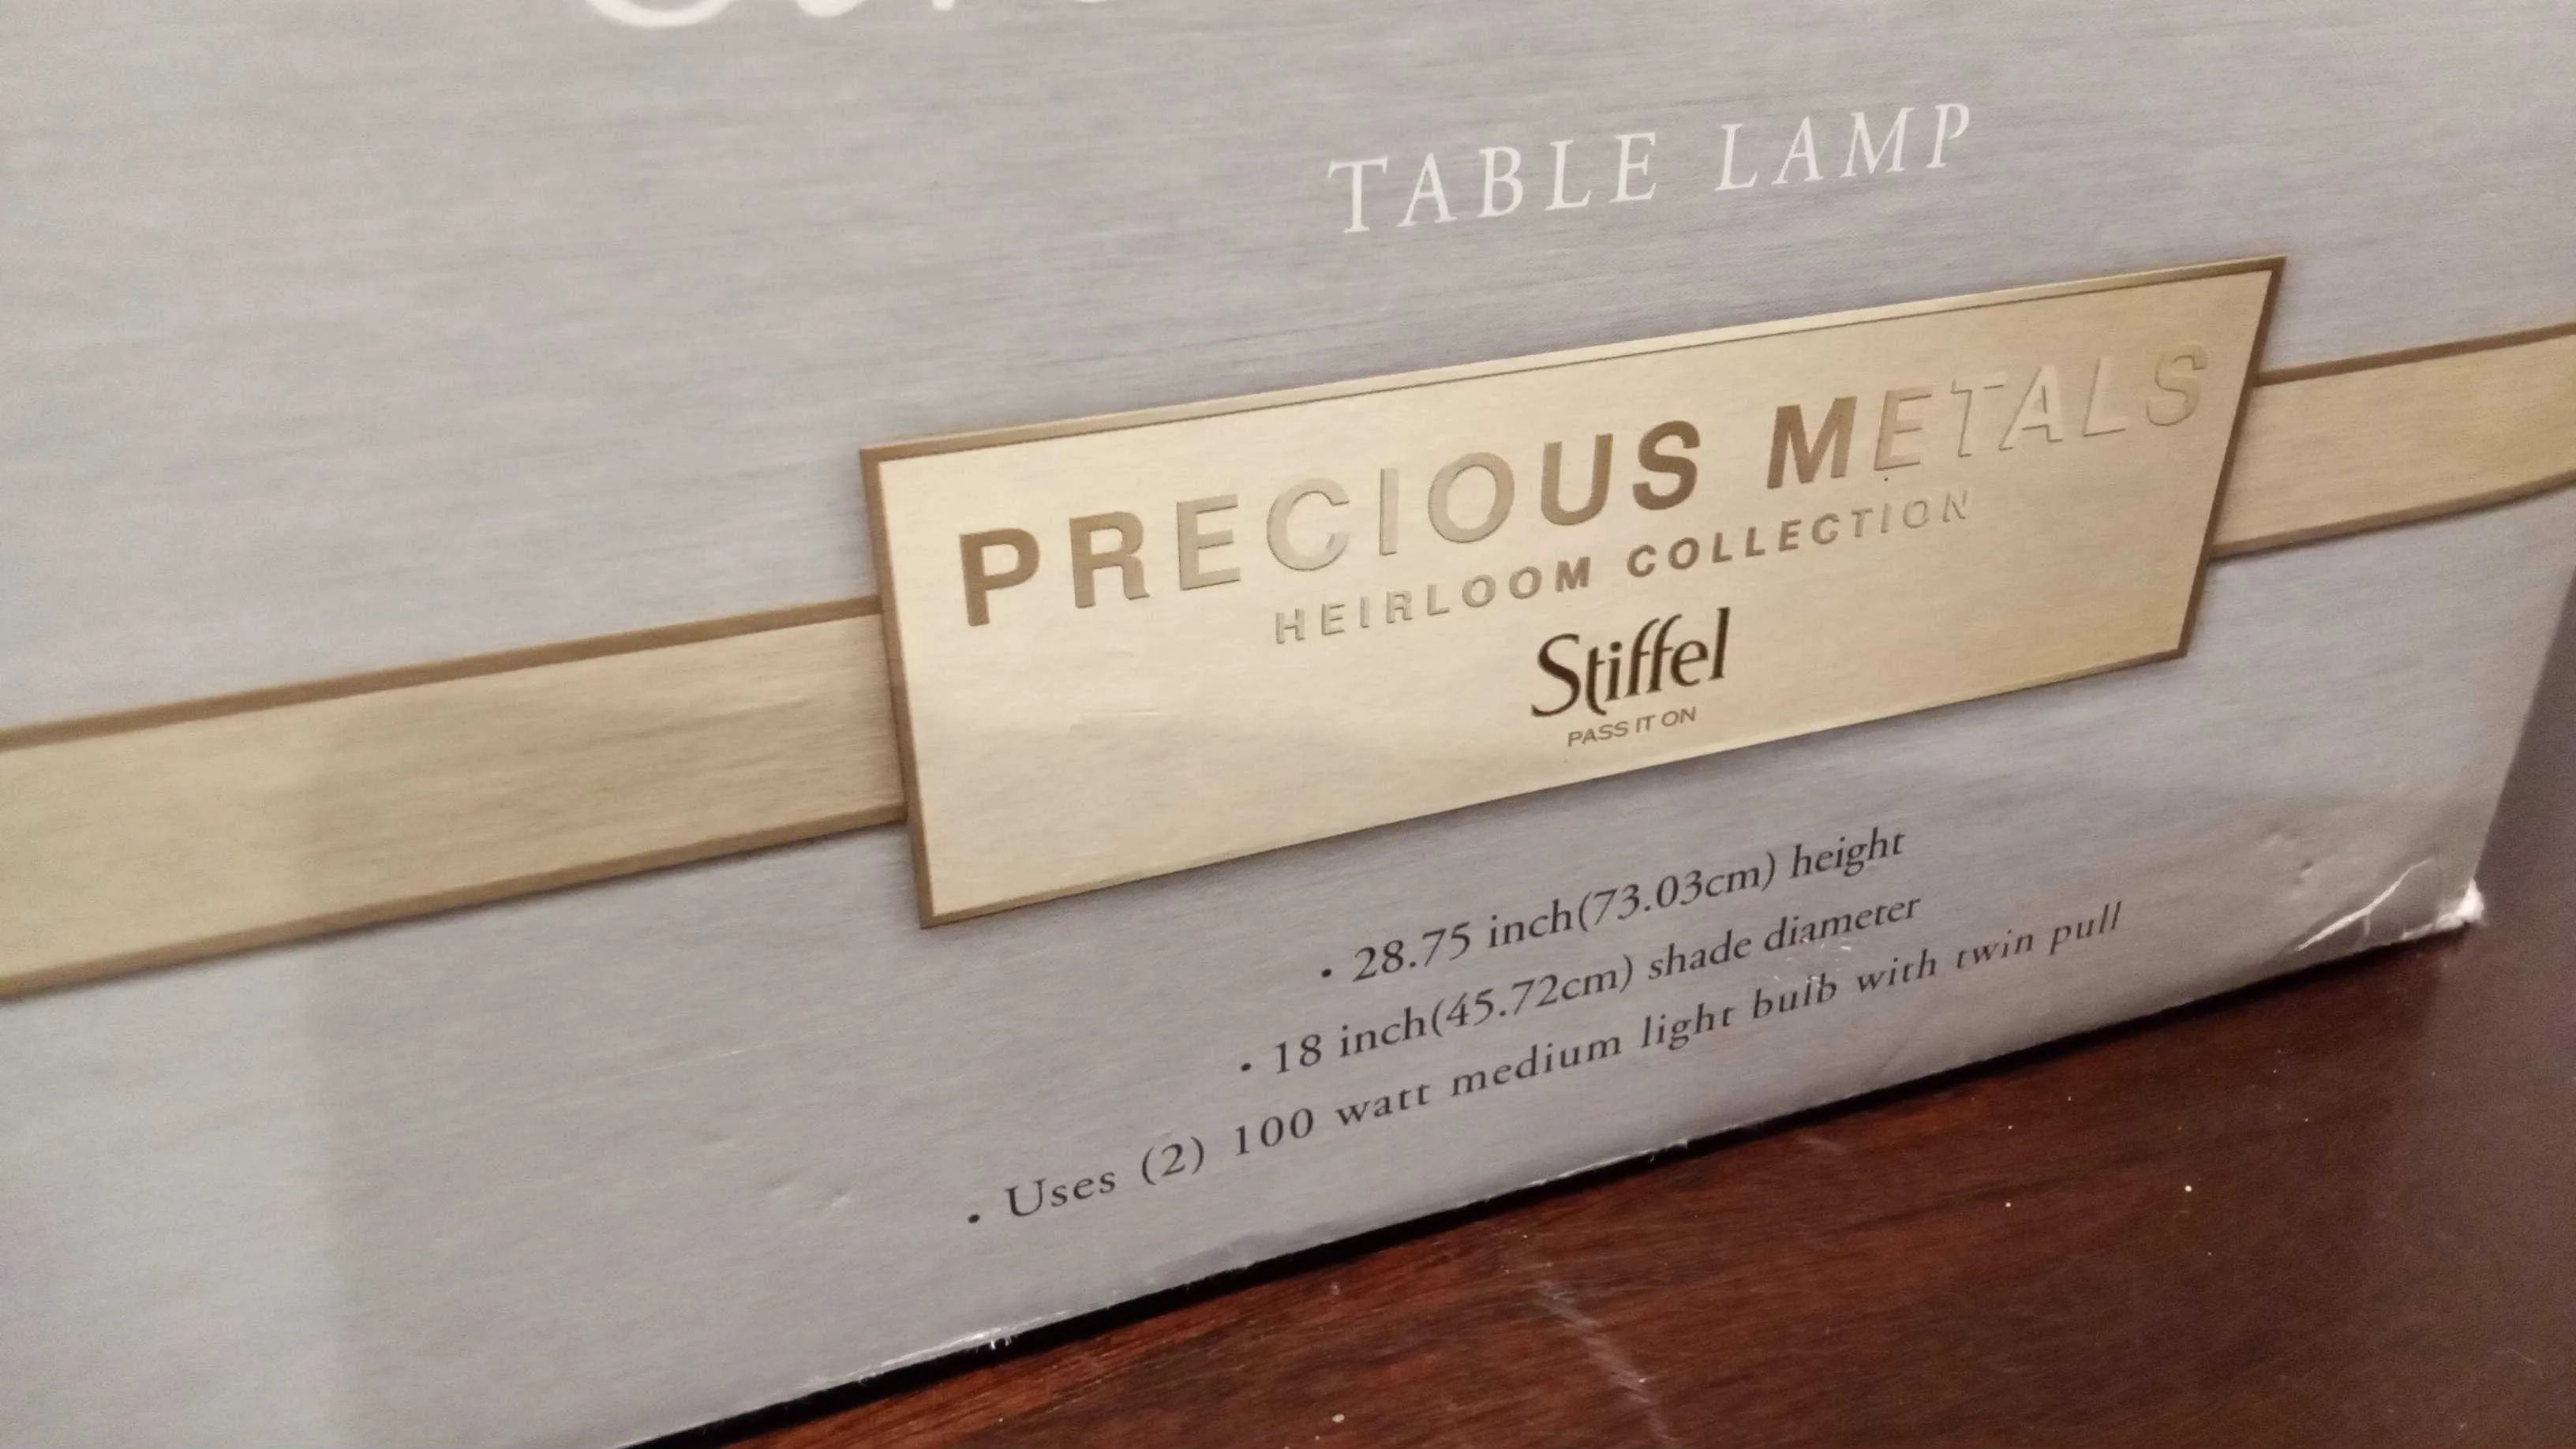 TABLE LAMP
PRECIOUS METALS
HEIRLOOM COLLECTION
Stiffel
PASS IT ON
• 28.75 inch(73.03cm) height
• 18 inch(45.72cm) shade diameter
• Uses (2) 100 watt medium light bulb with twin pull